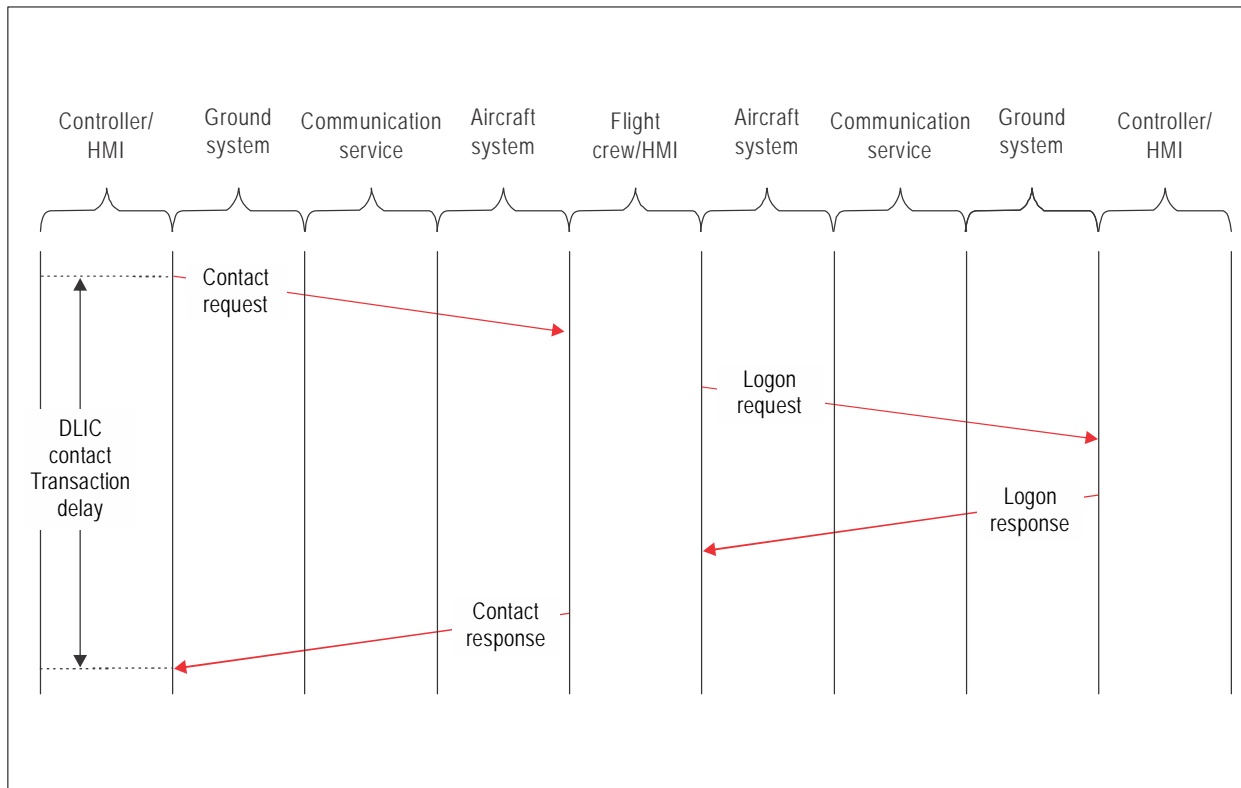 Controller/
HMI
Ground
system
Communication
service
Aircraft
system
Flight
crew/HMI
Aircraft
system
Communication
service
Ground
system
Controller/
HMI
Contact
request
Logon
request
DLIC
contact
Transaction
delay
Logon
response
Contact
response